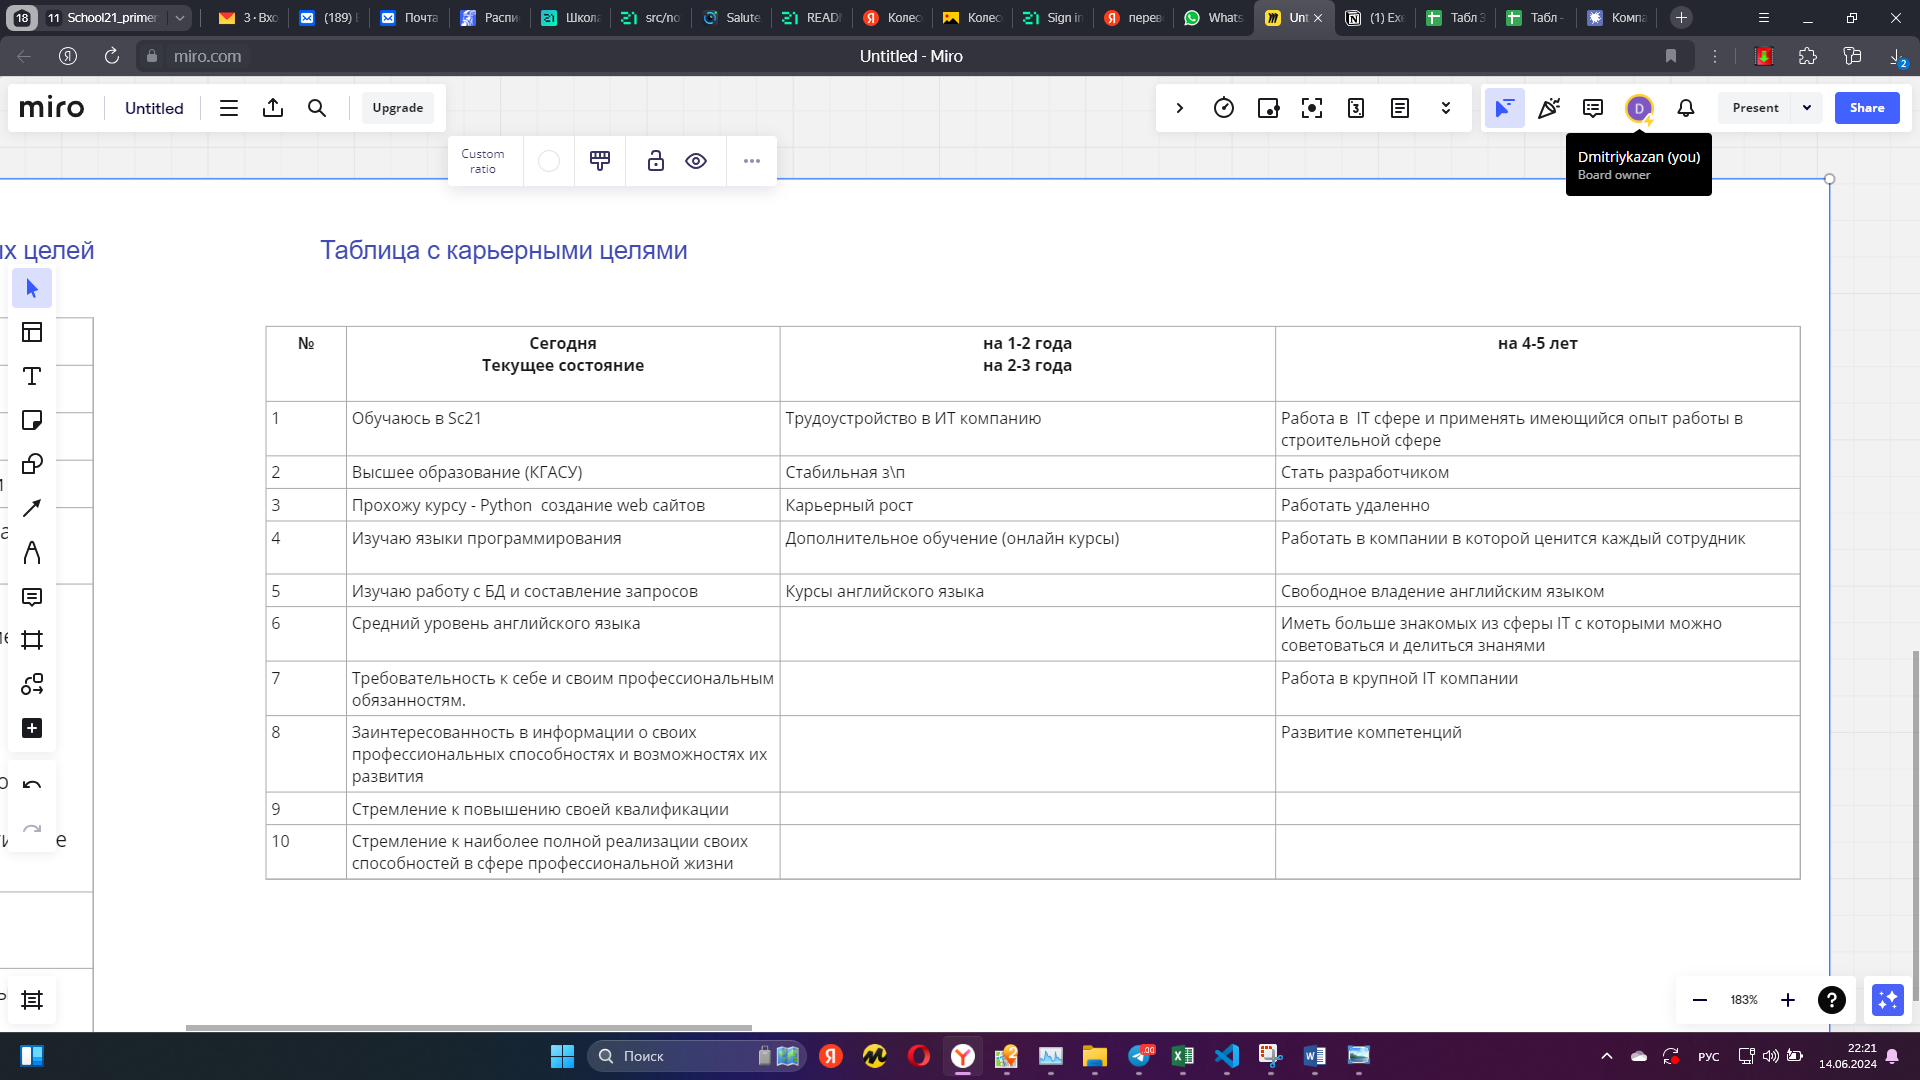 18
11 School21_primer
3 · Вхо
(189)
Почта
Распи
Школа
src/no
Salute
READ
Колес
Колес
Sign in
перев
Whats
Unt
(1) Exe
Табл 3
Табл -
Компа
miro.com
Untitled - Miro
2
miro
Untitled
Upgrade
Present
Share
D
Dmitriykazan (you)
Board owner
Custom
ratio
их целей
Таблица с карьерными целями
№
Сегодня
Текущее состояние
на 1-2 года
на 2-3 года
на 4-5 лет
1
Обучаюсь в Sc21
Трудоустройство в ИТ компанию
Работа в IT сфере и применять имеющийся опыт работы в
строительной сфере
2
Высшее образование (КГАСУ)
Стабильная з\п
Стать разработчиком
3
Прохожу курсу - Python создание web сайтов
Карьерный рост
Работать удаленно
4
Изучаю языки программирования
Дополнительное обучение (онлайн курсы)
Работать в компании в которой ценится каждый сотрудник
5
Изучаю работу с БД и составление запросов
Курсы английского языка
Свободное владение английским языком
6
Средний уровень английского языка
Иметь больше знакомых из сферы IT с которыми можно
советоваться и делиться знанями
7
Требовательность к себе и своим профессиональным
обязанностям.
Работа в крупной IT компании
8
Заинтересованность в информации о своих
профессиональных способностях и возможностях их
развития
Развитие компетенций
9
Стремление к повышению своей квалификации
10
Стремление к наиболее полной реализации своих
способностей в сфере профессиональной жизни
183%
Поиск
РУС
22:21
14.06.2024